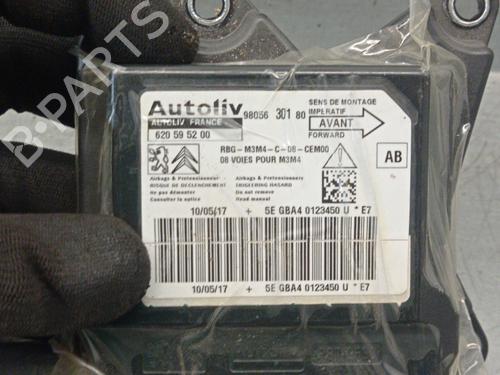 Autoliv
AUTOLIV FRANCE
620 59 52 00
98056 301 80
SENS DE MONTAGE
IMPERATIF
AVANT
FORWARD
RBG-M3M4-C-08-CEM00
08 VOIES POUR M3M4
AB
Airbags & Pretensionneurs
RISQUE DE DECLENCHEMENT
Ne pas démonter
Consulter la notice
Airbags & Pretensioners
TRIGGERING HAZARD
Do not dismount
Read manual
10/05/17 + 5E GBA4 0123450 U * E7
10/05/17 + 5E GBA4 0123450 U * E7
B-PARTS